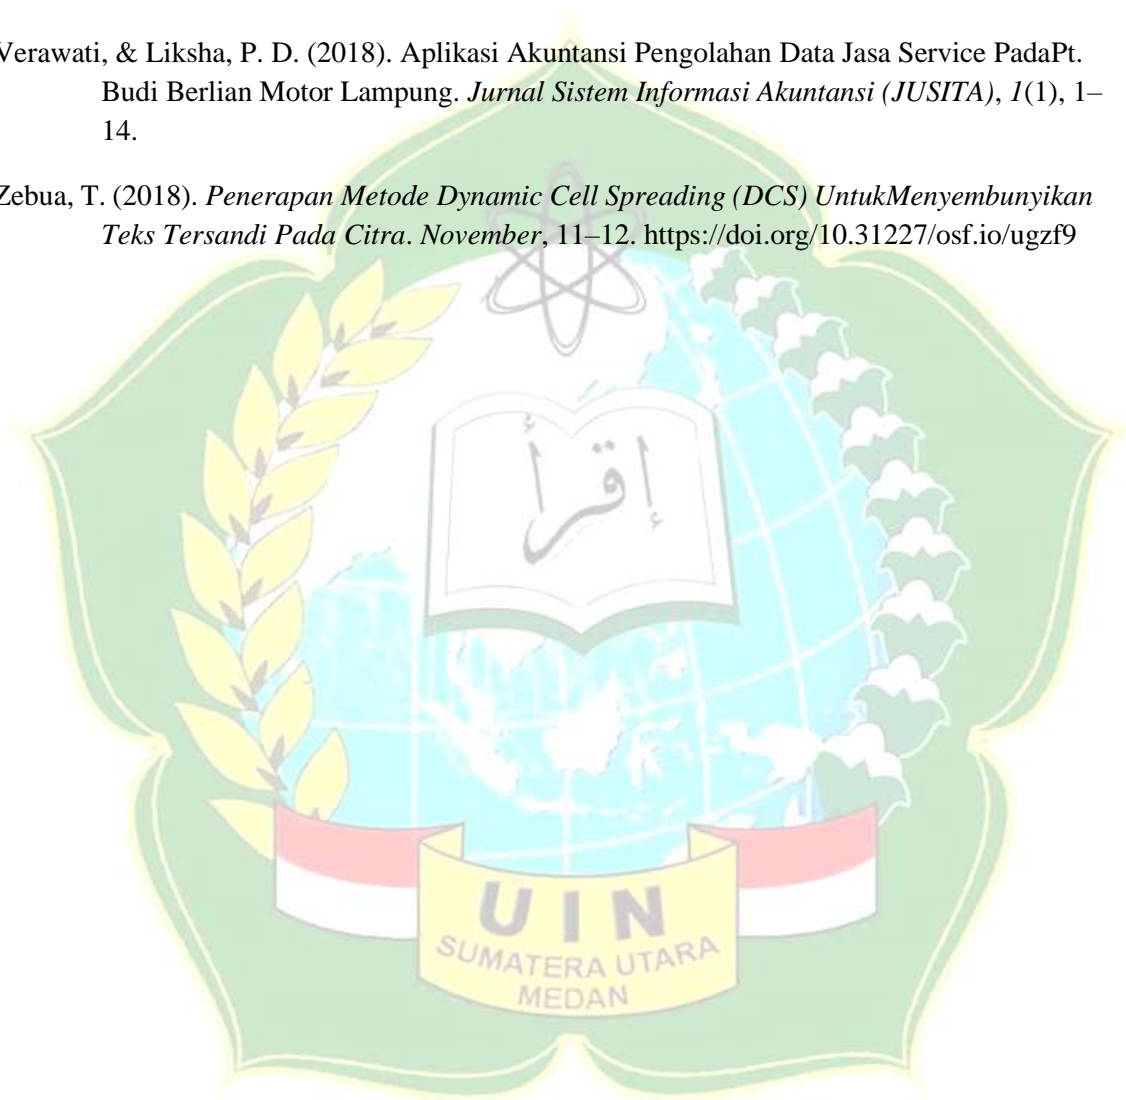 Verawati, & Liksha, P. D. (2018). Aplikasi Akuntansi Pengolahan Data Jasa Service PadaPt.
Budi Berlian Motor Lampung. Jurnal Sistem Informasi Akuntansi (JUSITA), 1(1), 1–
14.
Zebua, T. (2018). Penerapan Metode Dynamic Cell Spreading (DCS) UntukMenyembunyikan
Teks Tersandi Pada Citra. November, 11–12. https://doi.org/10.31227/osf.io/ugzf9
إقرأ
UIN
SUMATERA UTARA
MEDAN